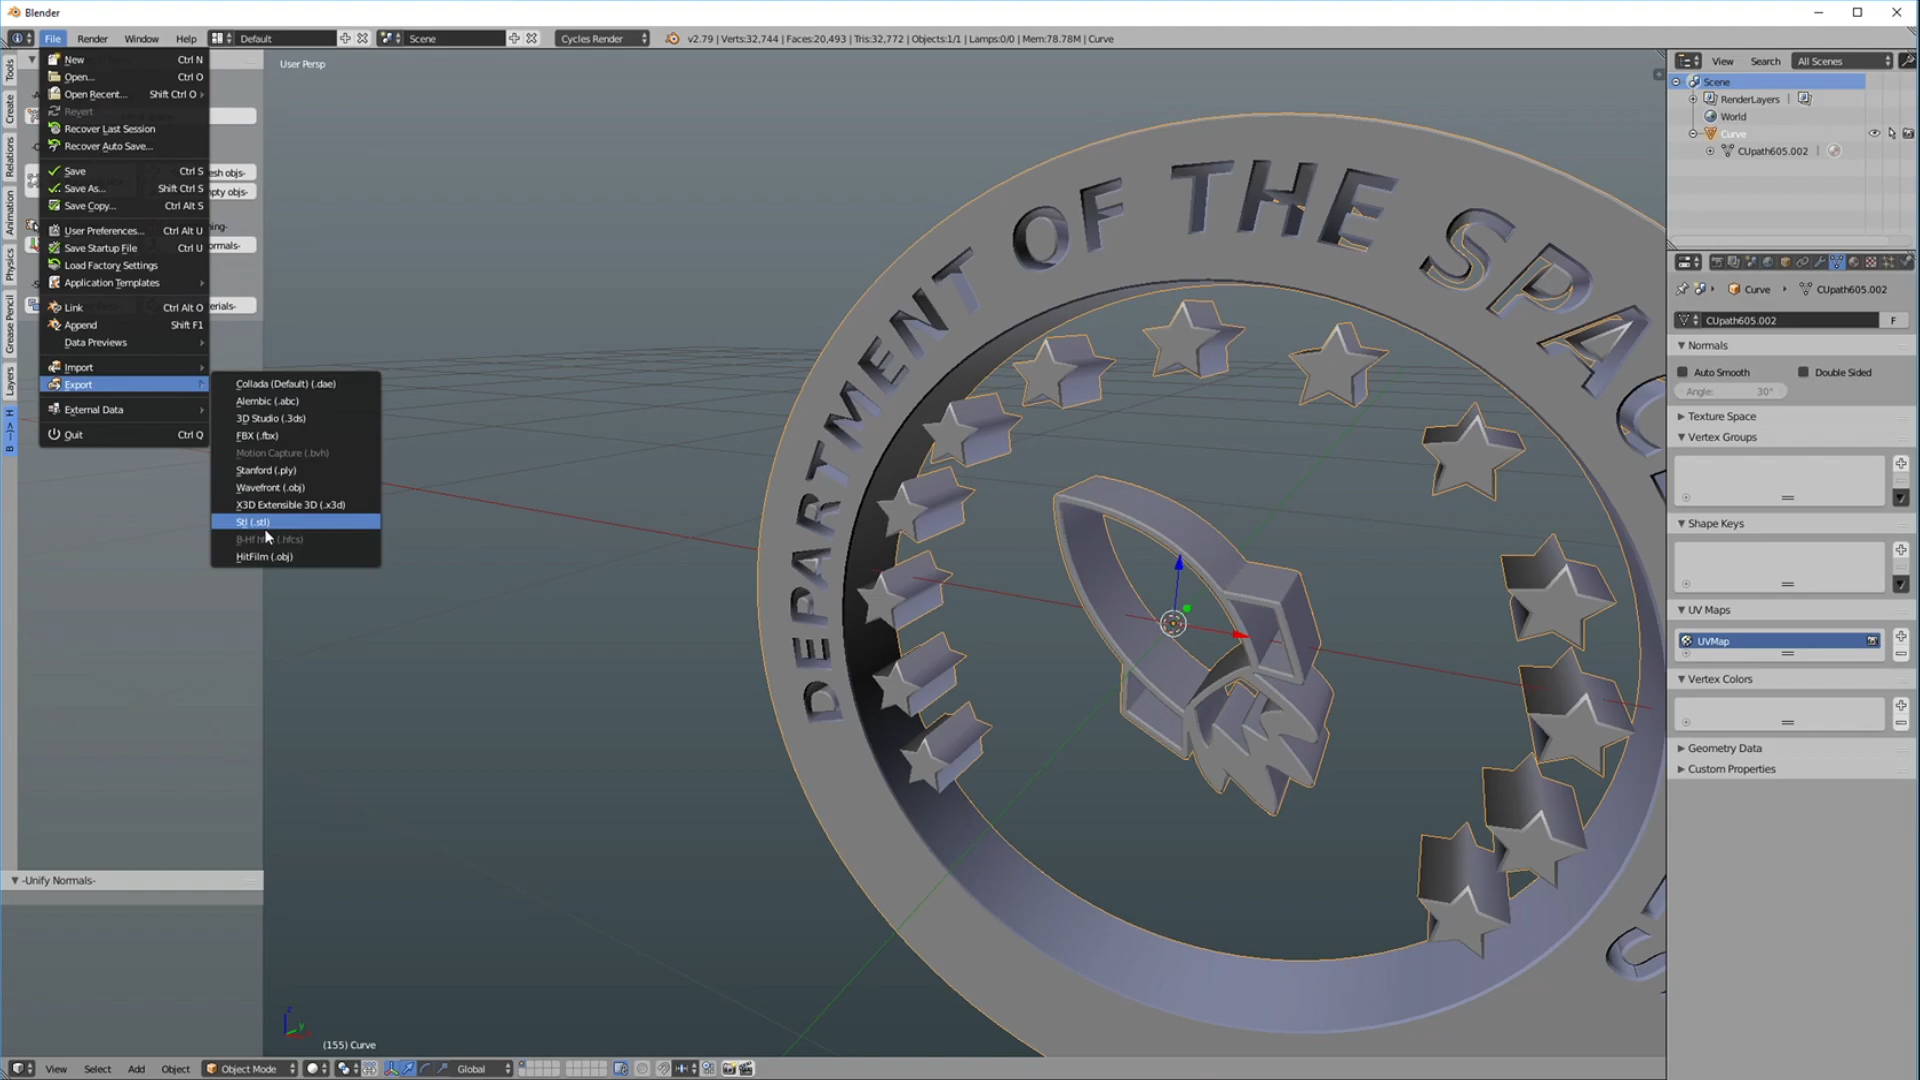 Blender
File Render Window Help Default Scene Cycles Render v2.79 | Verts:32,744 | Faces:20,493 | Tris:32,772 | Objects:1/1 | Lamps:0/0 | Mem:78.78M | Curve
New Ctrl N
Open... Ctrl O
Open Recent... Shift Ctrl O
Revert
Recover Last Session
Recover Auto Save...
Save Ctrl S
Save As... Shift Ctrl S
Save Copy... Ctrl Alt S
User Preferences... Ctrl Alt U
Save Startup File Ctrl U
Load Factory Settings
Application Templates
Link Ctrl Alt O
Append Shift F1
Data Previews
Import
Export
External Data
Quit Ctrl Q
Collada (Default) (.dae)
Alembic (.abc)
3D Studio (.3ds)
FBX (.fbx)
Motion Capture (.bvh)
Stanford (.ply)
Wavefront (.obj)
X3D Extensible 3D (.x3d)
Stl (.stl)
(.hfcs)
HitFilm (.obj)
Tools
Create
Relations
Animation
Physics
Grease Pencil
Layers
esh objs-
pty objs-
ormals-
erials-
-Unify Normals-
User Persp
DEPARTMENT OF THE SPAC
z
y
(155) Curve
View Select Add Object Object Mode Global
View Search All Scenes
Scene
RenderLayers |
World
Curve
CUpath605.002 |
Curve CUpath605.002
CUpath605.002 F
Normals
Auto Smooth Double Sided
Angle: 30°
Texture Space
Vertex Groups
Shape Keys
UV Maps
UVMap
Vertex Colors
Geometry Data
Custom Properties